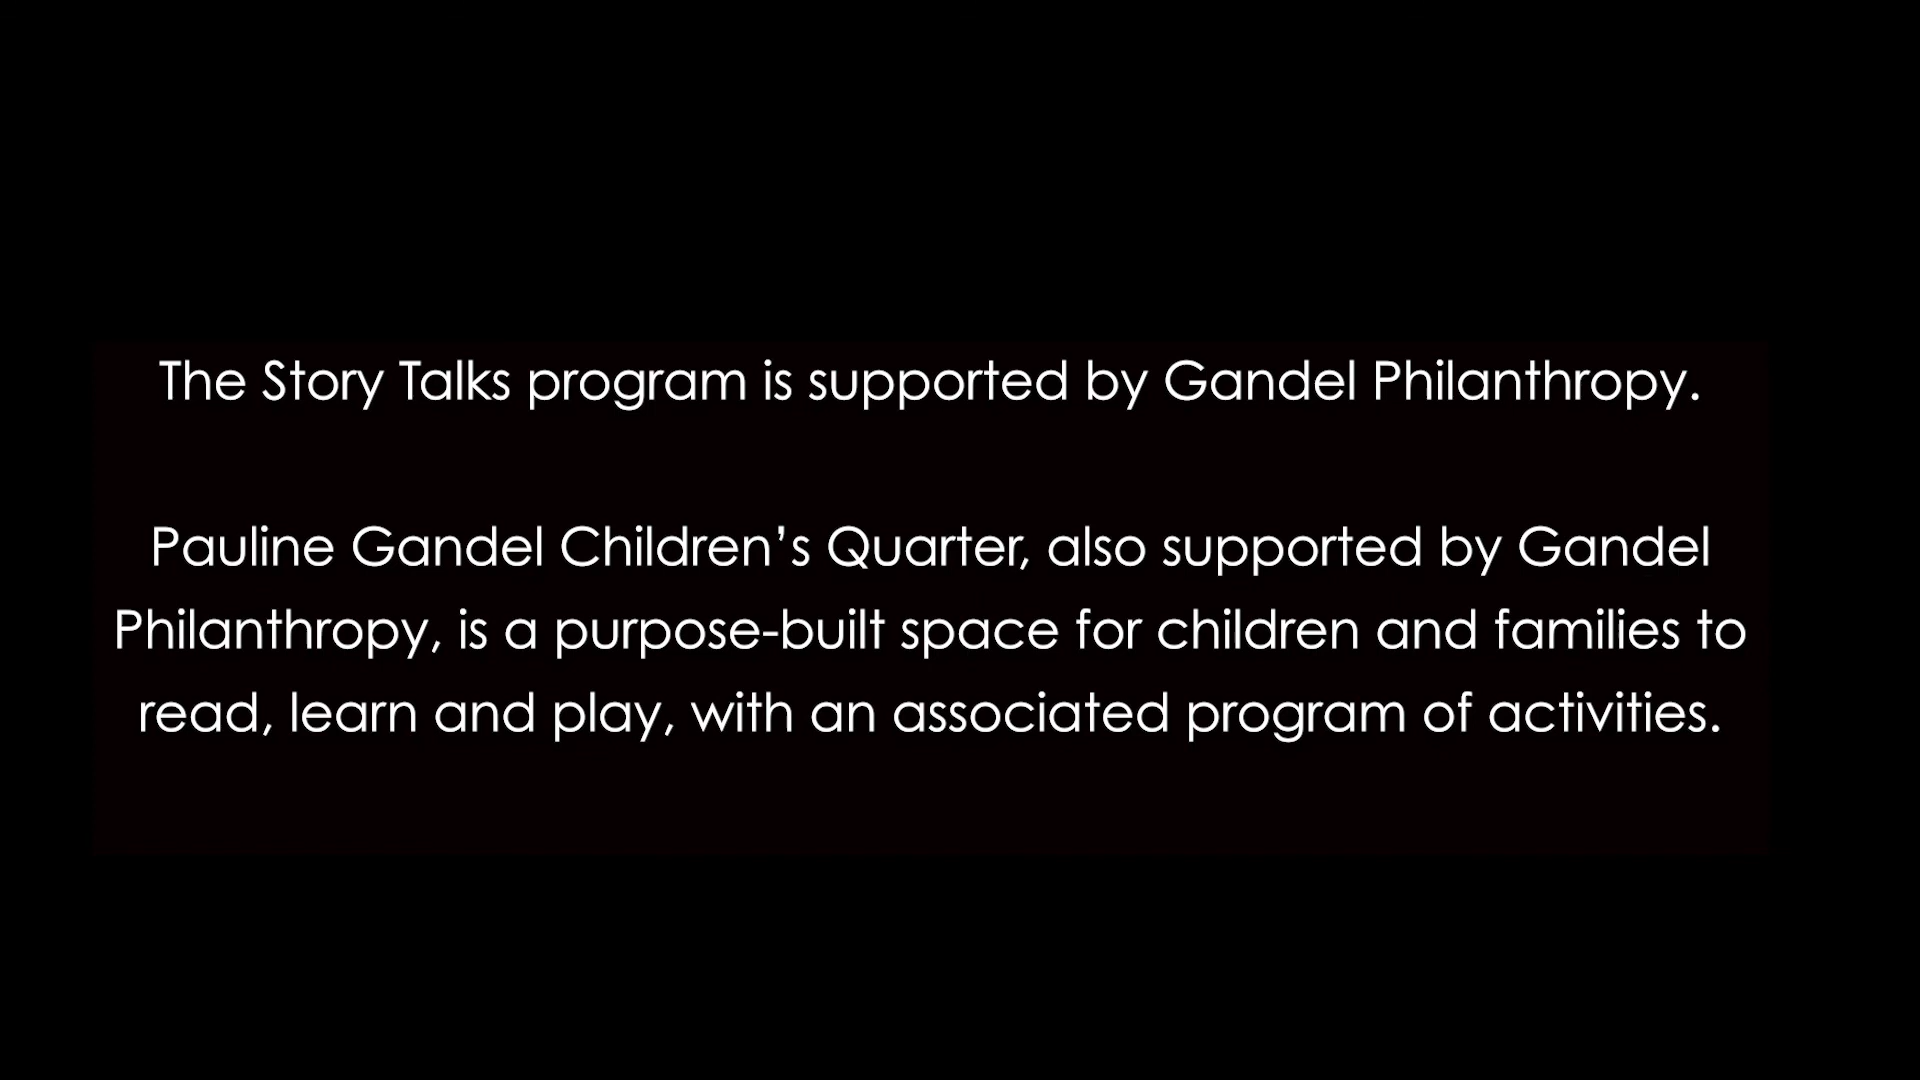 The Story Talks program is supported by Gandel Philanthropy.
Pauline Gandel Children’s Quarter, also supported by Gandel
Philanthropy, is a purpose-built space for children and families to
read, learn and play, with an associated program of activities.